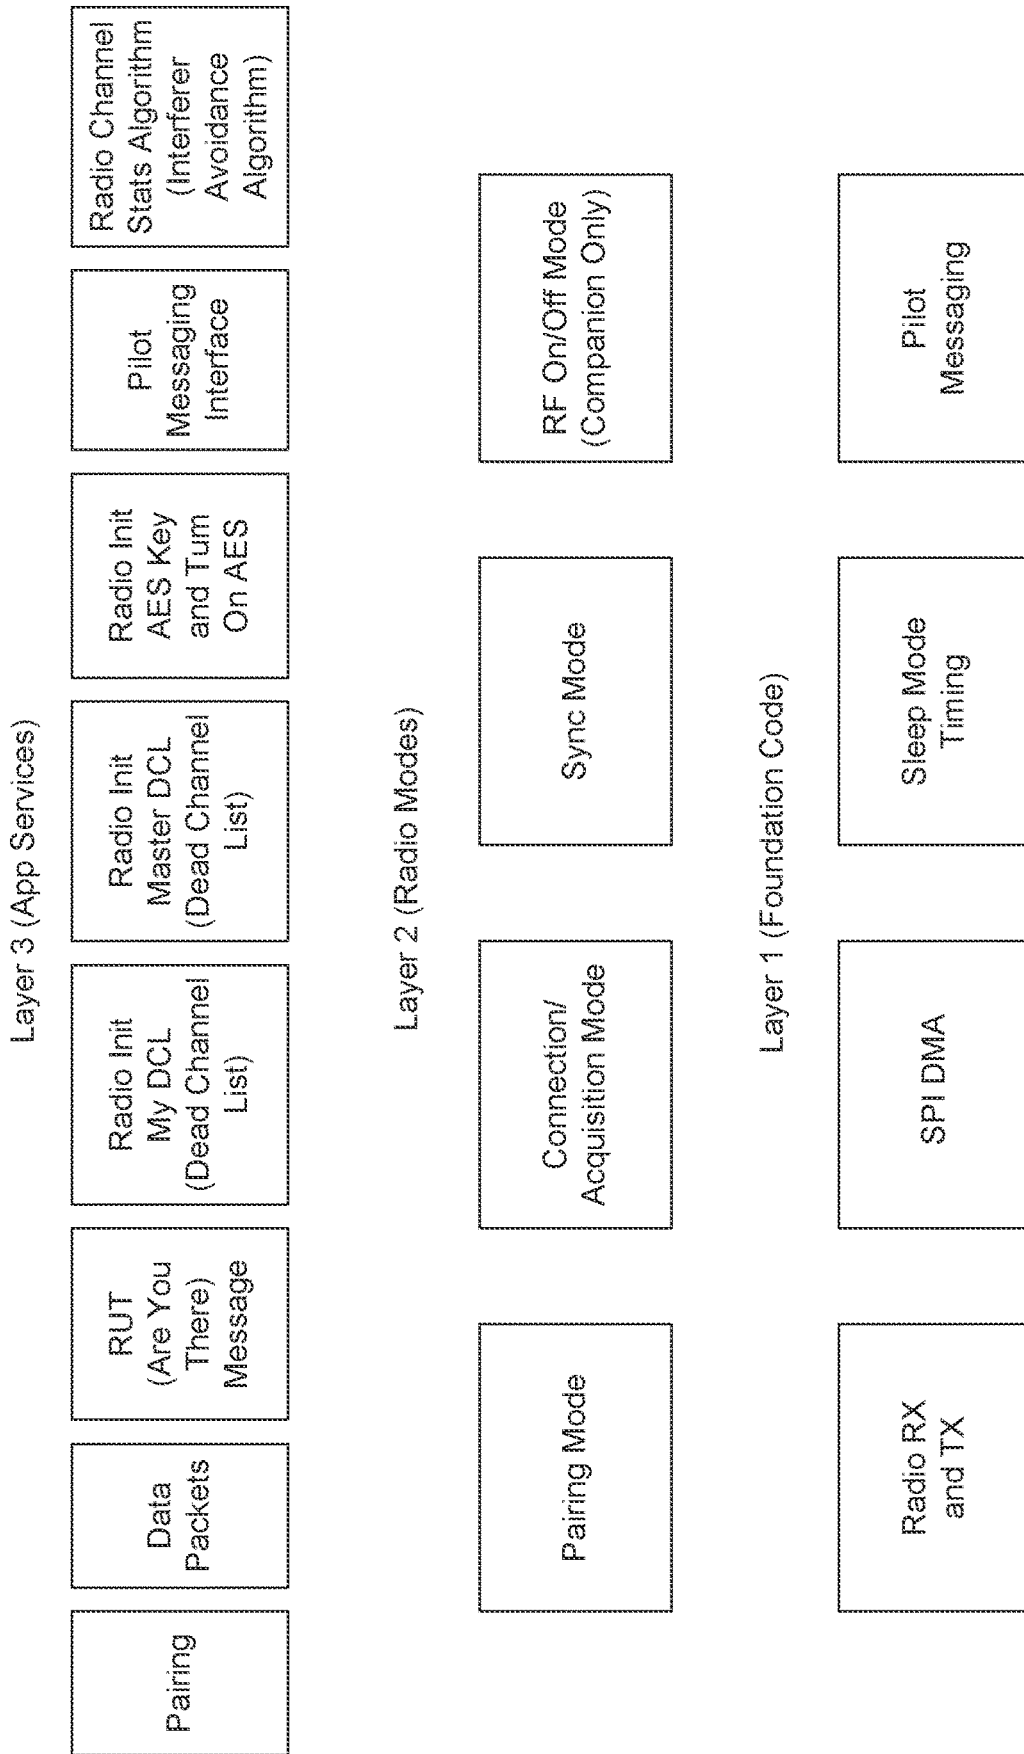 Layer 3 (App Services)
Pairing
Data
Packets
RUT
(Are You
There)
Message
Radio Init
My DCL
(Dead Channel
List)
Radio Init
Master DCL
(Dead Channel
List)
Radio Init
AES Key
and Turn
On AES
Pilot
Messaging
Interface
Radio Channel
Stats Algorithm
(Interferer
Avoidance
Algorithm)
Layer 2 (Radio Modes)
Pairing Mode
Connection/
Acquisition Mode
Sync Mode
RF On/Off Mode
(Companion Only)
Layer 1 (Foundation Code)
Radio RX
and TX
SPI DMA
Sleep Mode
Timing
Pilot
Messaging